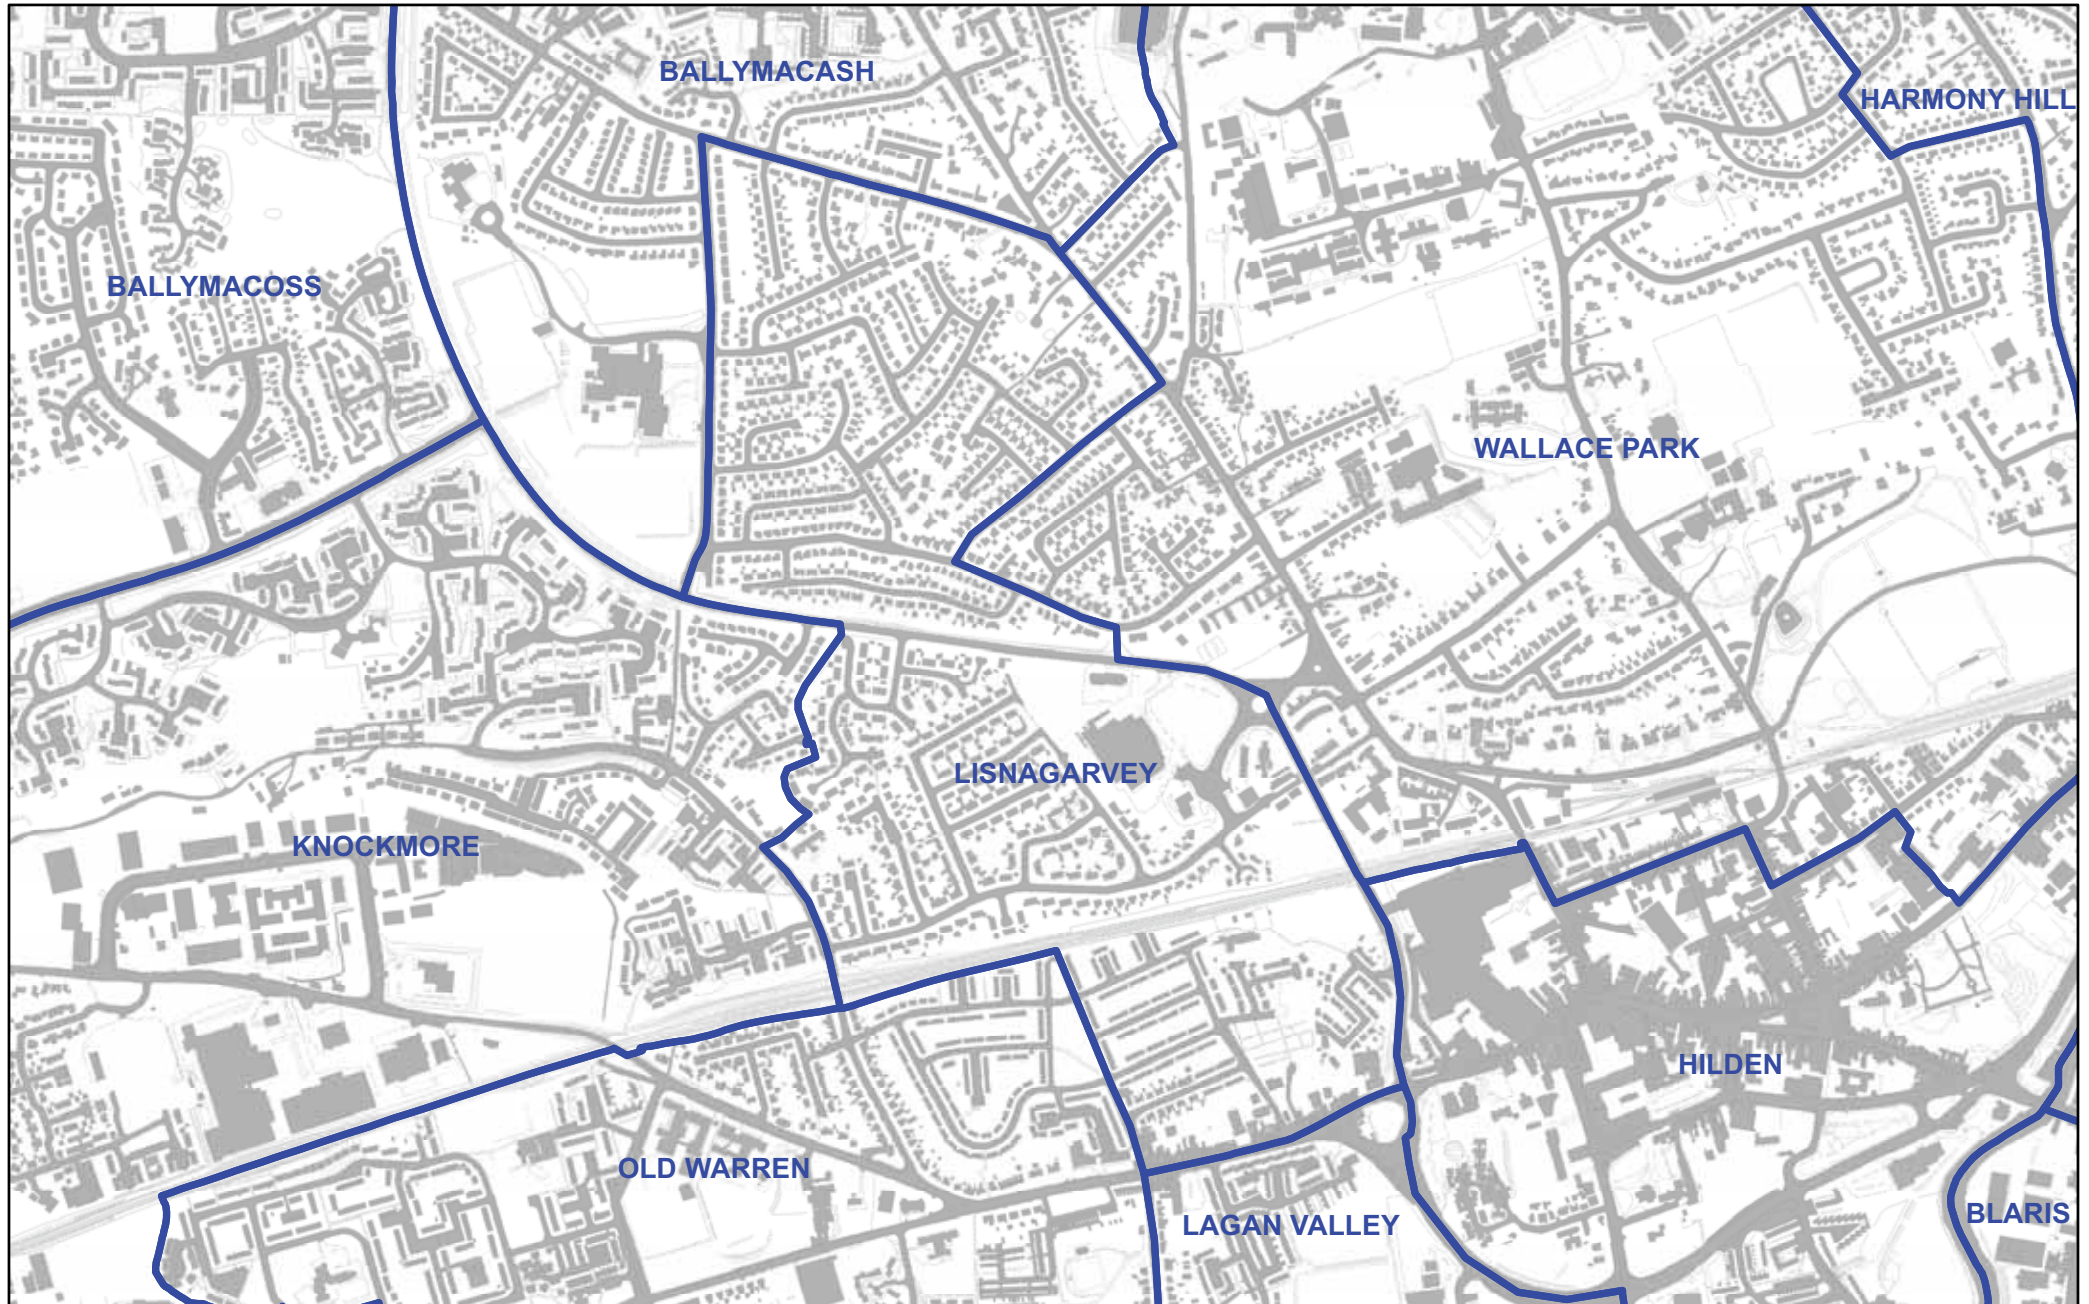 BALLYMACASH
HARMONY HILL
BALLYMACOSS
WALLACE PARK
LISNAGARVEY
KNOCKMORE
HILDEN
OLD WARREN
LAGAN VALLEY
BLARIS